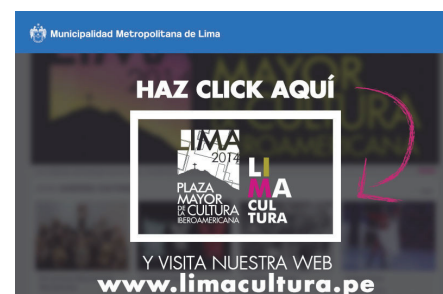 Municipalidad Metropolitana de Lima
HAZ CLICK AQUÍ
LIMA
2014
PLAZA
MAYOR
DE LA CULTURA
IBEROAMERICANA
LI
MA
CUL
TURA
Y VISITA NUESTRA WEB
www.limacultura.pe